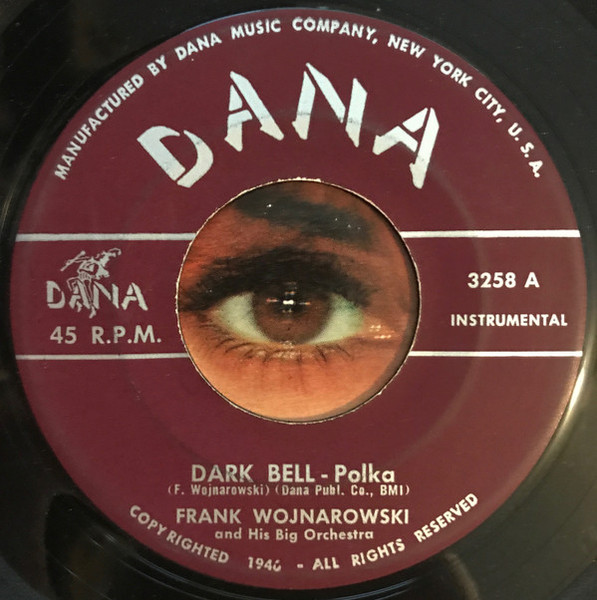 MANUFACTURED BY DANA MUSIC COMPANY, NEW YORK CITY, U.S.A.
DANA
DANA
45 R.P.M.
3258 A
INSTRUMENTAL
DARK BELL - Polka
(F. Wojnarowski) (Dana Publ. Co., BMI)
FRANK WOJNAROWSKI
and His Big Orchestra
COPYRIGHTED 1946 - ALL RIGHTS RESERVED